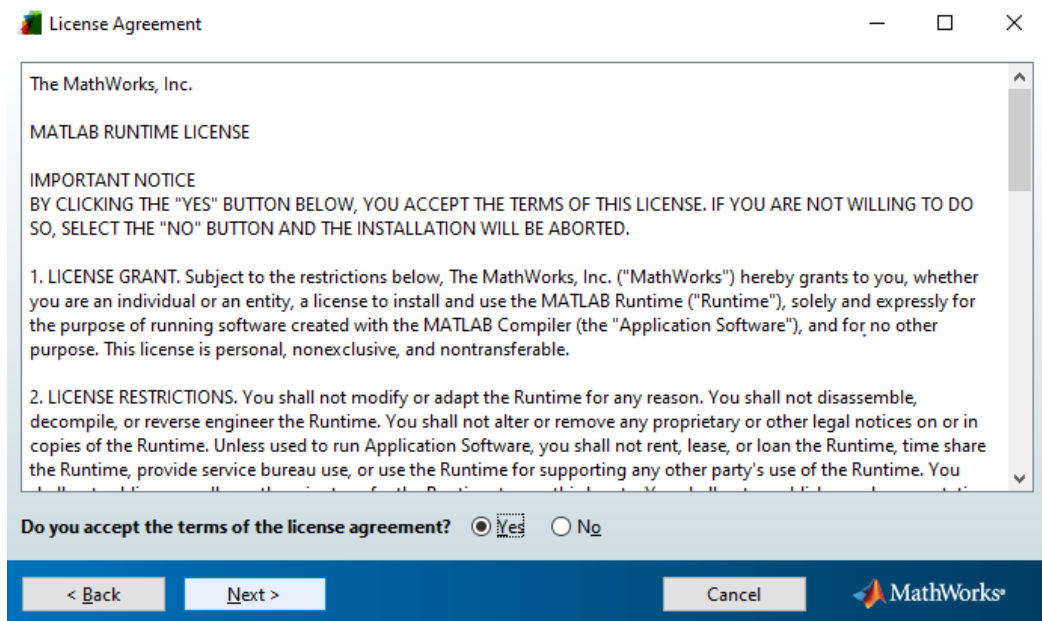 License Agreement
The MathWorks, Inc.
MATLAB RUNTIME LICENSE
IMPORTANT NOTICE
BY CLICKING THE "YES" BUTTON BELOW, YOU ACCEPT THE TERMS OF THIS LICENSE. IF YOU ARE NOT WILLING TO DO
SO, SELECT THE "NO" BUTTON AND THE INSTALLATION WILL BE ABORTED.
1. LICENSE GRANT. Subject to the restrictions below, The MathWorks, Inc. ("MathWorks") hereby grants to you, whether
you are an individual or an entity, a license to install and use the MATLAB Runtime ("Runtime"), solely and expressly for
the purpose of running software created with the MATLAB Compiler (the "Application Software"), and for no other
purpose. This license is personal, nonexclusive, and nontransferable.
2. LICENSE RESTRICTIONS. You shall not modify or adapt the Runtime for any reason. You shall not disassemble,
decompile, or reverse engineer the Runtime. You shall not alter or remove any proprietary or other legal notices on or in
copies of the Runtime. Unless used to run Application Software, you shall not rent, lease, or loan the Runtime, time share
the Runtime, provide service bureau use, or use the Runtime for supporting any other party's use of the Runtime. You
Do you accept the terms of the license agreement? Yes No
< Back Next > Cancel MathWorks®